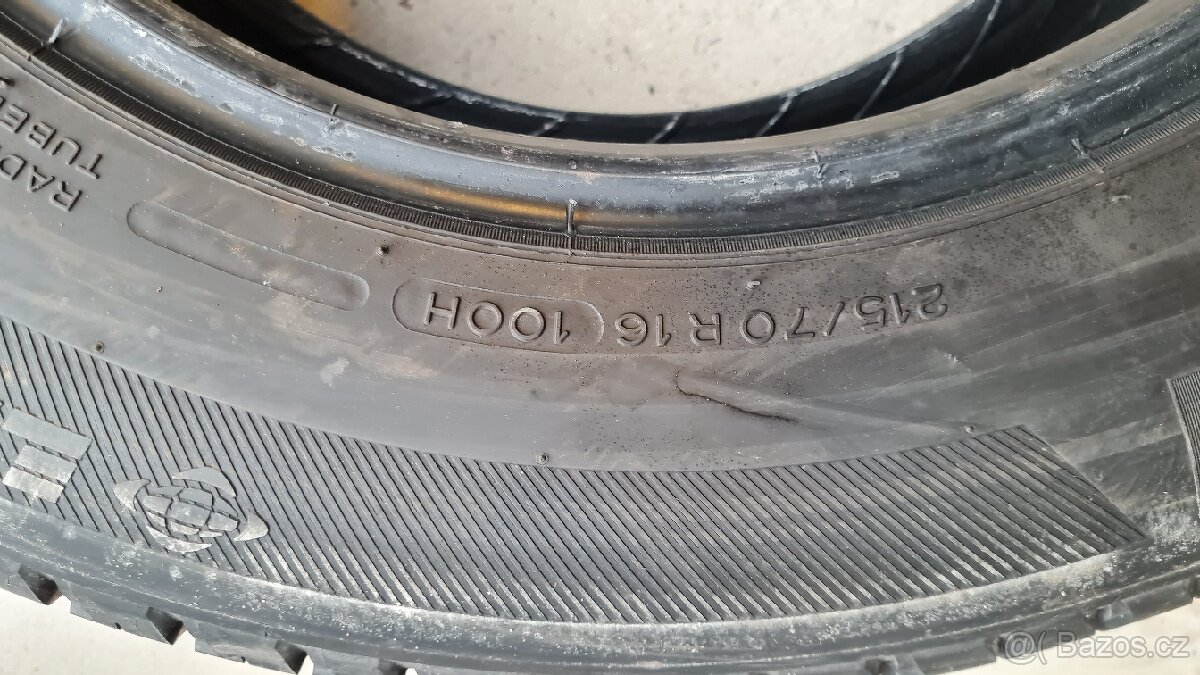 215/70 R 16 100H
TUBE
RAD
Bazos.cz